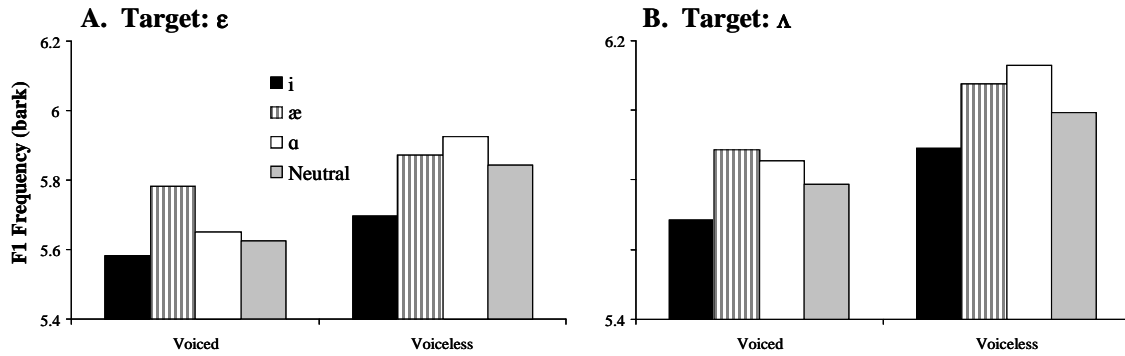 A. Target: ε
B. Target: ʌ
F1 Frequency (bark)
6.2
6
5.8
5.6
5.4
i
æ
ɑ
Neutral
Voiced
Voiceless
6.2
5.4
Voiced
Voiceless